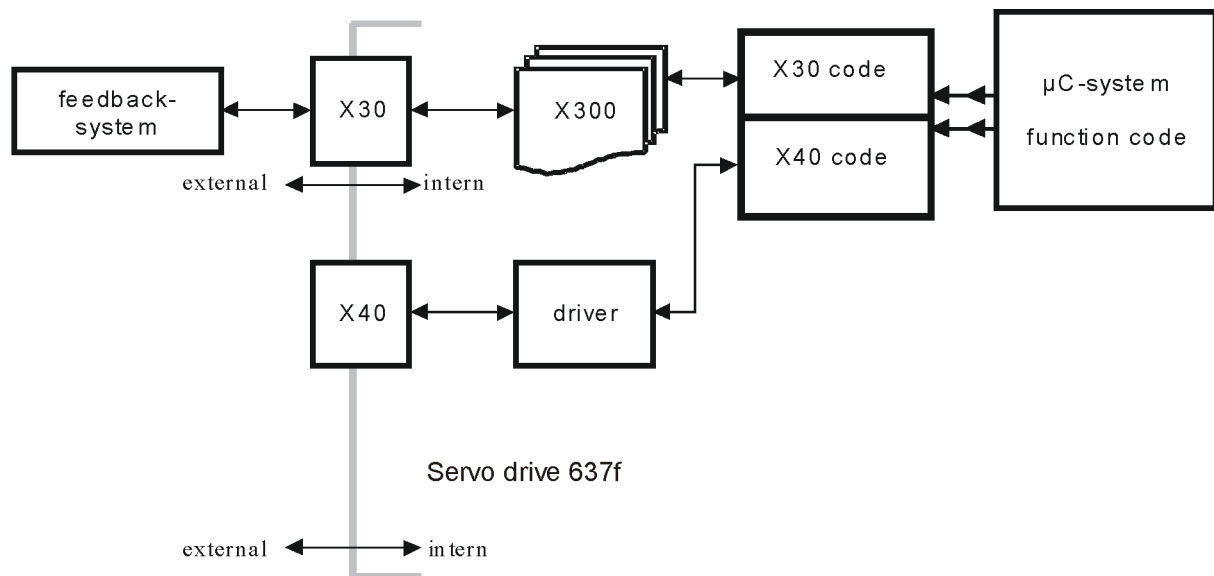 feedback-
system
X30
X300
X30 code
X40 code
µC-system
function code
external
intern
X40
driver
Servo drive 637f
external
intern